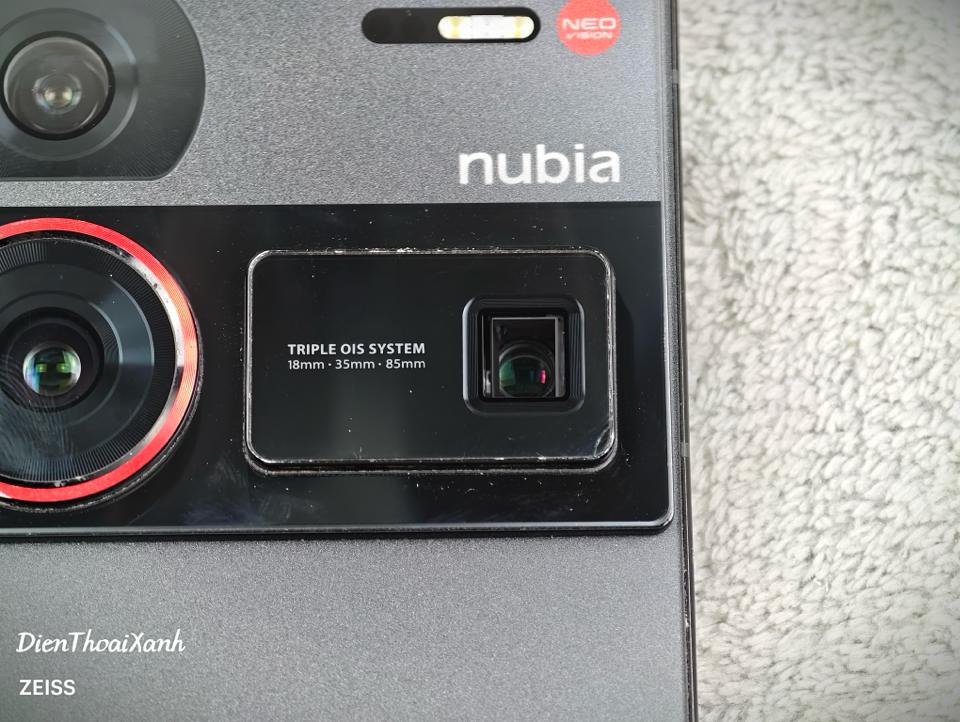 NEO
VISION
nubia
TRIPLE OIS SYSTEM
18mm · 35mm · 85mm
DienThoaiXanh
ZEISS